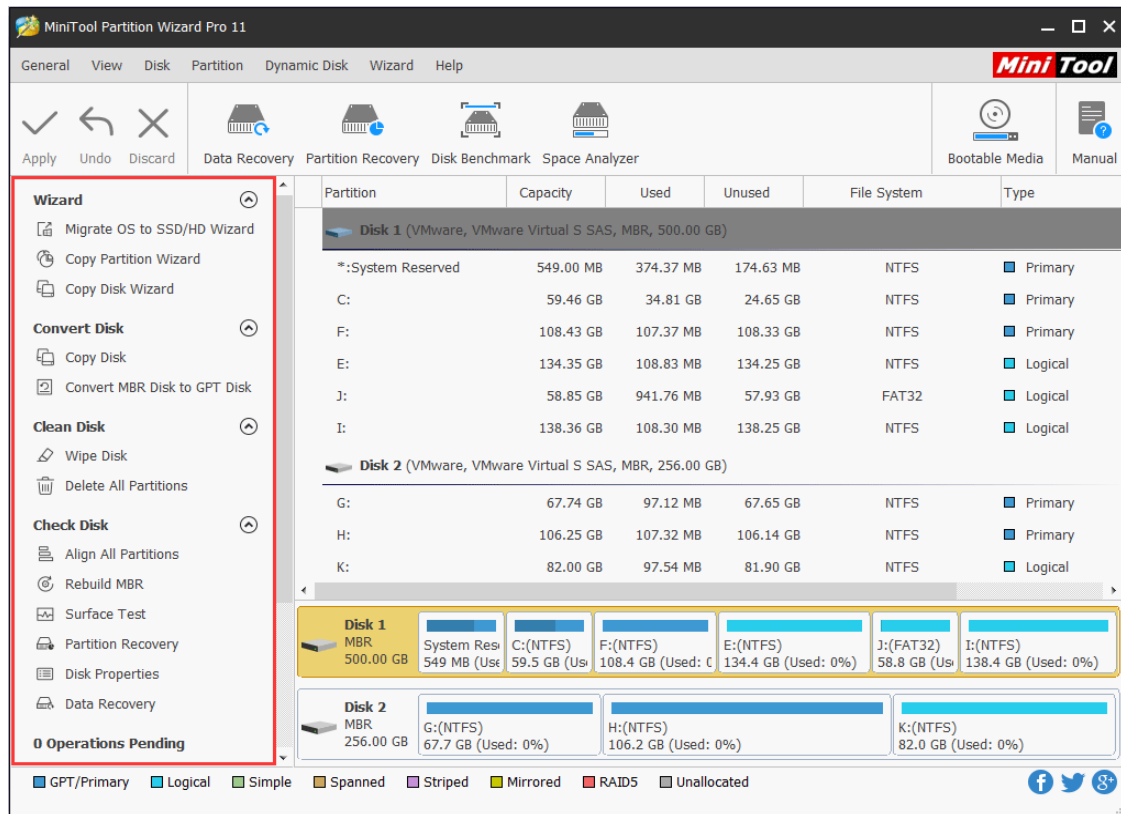 MiniTool Partition Wizard Pro 11
General View Disk Partition Dynamic Disk Wizard Help
Mini Tool
Apply Undo Discard Data Recovery Partition Recovery Disk Benchmark Space Analyzer Bootable Media Manual
Wizard
Migrate OS to SSD/HD Wizard
Copy Partition Wizard
Copy Disk Wizard
Convert Disk
Copy Disk
Convert MBR Disk to GPT Disk
Clean Disk
Wipe Disk
Delete All Partitions
Check Disk
Align All Partitions
Rebuild MBR
Surface Test
Partition Recovery
Disk Properties
Data Recovery
0 Operations Pending
Partition Capacity Used Unused File System Type
Disk 1 (VMware, VMware Virtual S SAS, MBR, 500.00 GB)
*:System Reserved 549.00 MB 374.37 MB 174.63 MB NTFS Primary
C: 59.46 GB 34.81 GB 24.65 GB NTFS Primary
F: 108.43 GB 107.37 MB 108.33 GB NTFS Primary
E: 134.35 GB 108.83 MB 134.25 GB NTFS Logical
J: 58.85 GB 941.76 MB 57.93 GB FAT32 Logical
I: 138.36 GB 108.30 MB 138.25 GB NTFS Logical
Disk 2 (VMware, VMware Virtual S SAS, MBR, 256.00 GB)
G: 67.74 GB 97.12 MB 67.65 GB NTFS Primary
H: 106.25 GB 107.32 MB 106.14 GB NTFS Primary
K: 82.00 GB 97.54 MB 81.90 GB NTFS Logical
Disk 1
MBR
500.00 GB
System Res
549 MB (Use
C:(NTFS)
59.5 GB (Us
F:(NTFS)
108.4 GB (Used: 0
E:(NTFS)
134.4 GB (Used: 0%)
J:(FAT32)
58.8 GB (Us
I:(NTFS)
138.4 GB (Used: 0%)
Disk 2
MBR
256.00 GB
G:(NTFS)
67.7 GB (Used: 0%)
H:(NTFS)
106.2 GB (Used: 0%)
K:(NTFS)
82.0 GB (Used: 0%)
GPT/Primary Logical Simple Spanned Striped Mirrored RAID5 Unallocated